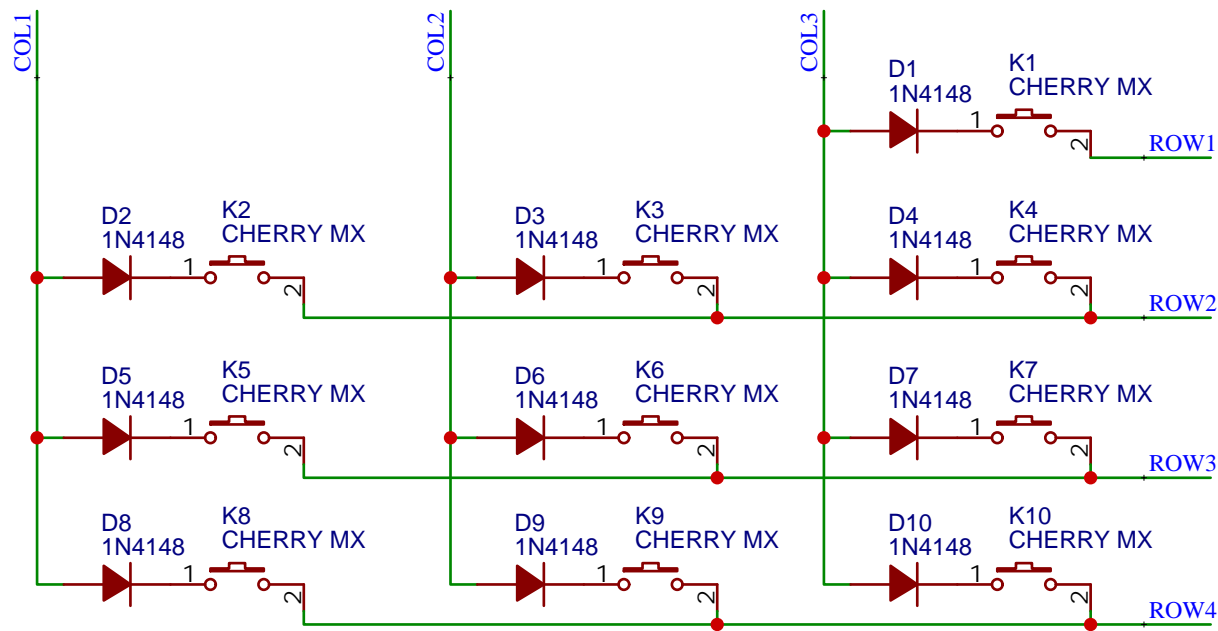 COL1
COL2
COL3
D1
1N4148
1
K1
CHERRY MX
2
ROW1
D2
1N4148
1
K2
CHERRY MX
2
D3
1N4148
1
K3
CHERRY MX
2
D4
1N4148
1
K4
CHERRY MX
2
ROW2
D5
1N4148
1
K5
CHERRY MX
2
D6
1N4148
1
K6
CHERRY MX
2
D7
1N4148
1
K7
CHERRY MX
2
ROW3
D8
1N4148
1
K8
CHERRY MX
2
D9
1N4148
1
K9
CHERRY MX
2
D10
1N4148
1
K10
CHERRY MX
2
ROW4